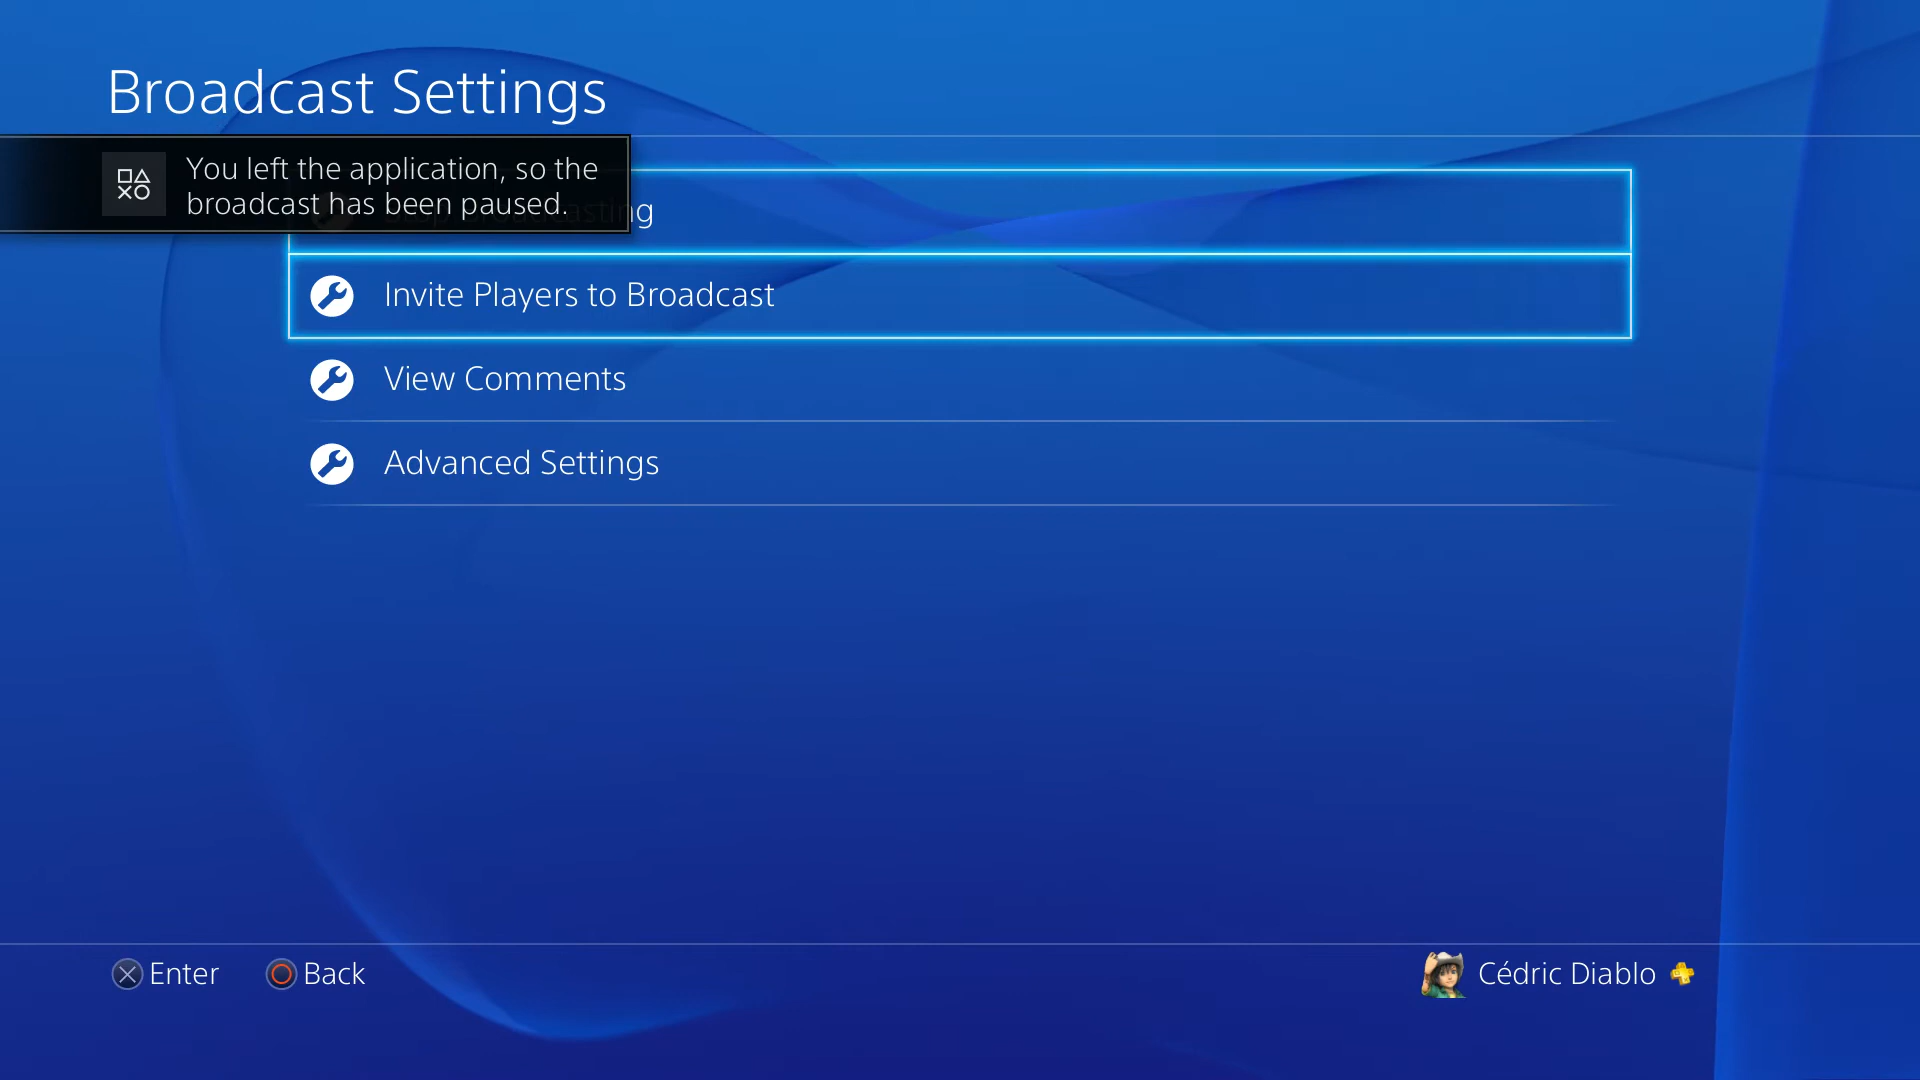 Broadcast Settings
You left the application, so the
broadcast has been paused.
Invite Players to Broadcast
View Comments
Advanced Settings
Enter
Back
Cédric Diablo